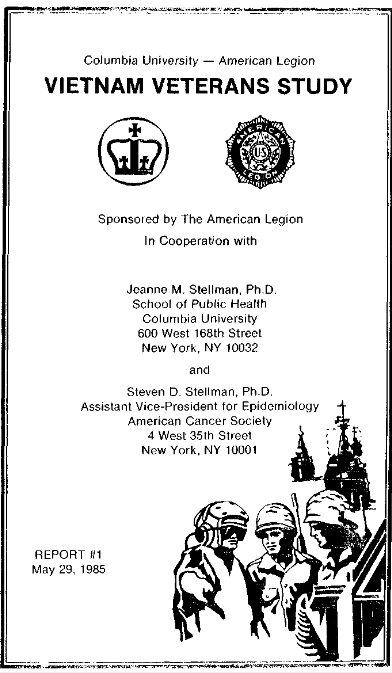 Columbia University — American Legion
VIETNAM VETERANS STUDY
AMERICAN
US
LEGION
Sponsored by The American Legion
In Cooperation with
Jeanne M. Stellman, Ph.D.
School of Public Health
Columbia University
600 West 168th Street
New York, NY 10032
and
Steven D. Stellman, Ph.D.
Assistant Vice-President for Epidemiology
American Cancer Society
4 West 35th Street
New York, NY 10001
REPORT #1
May 29, 1985